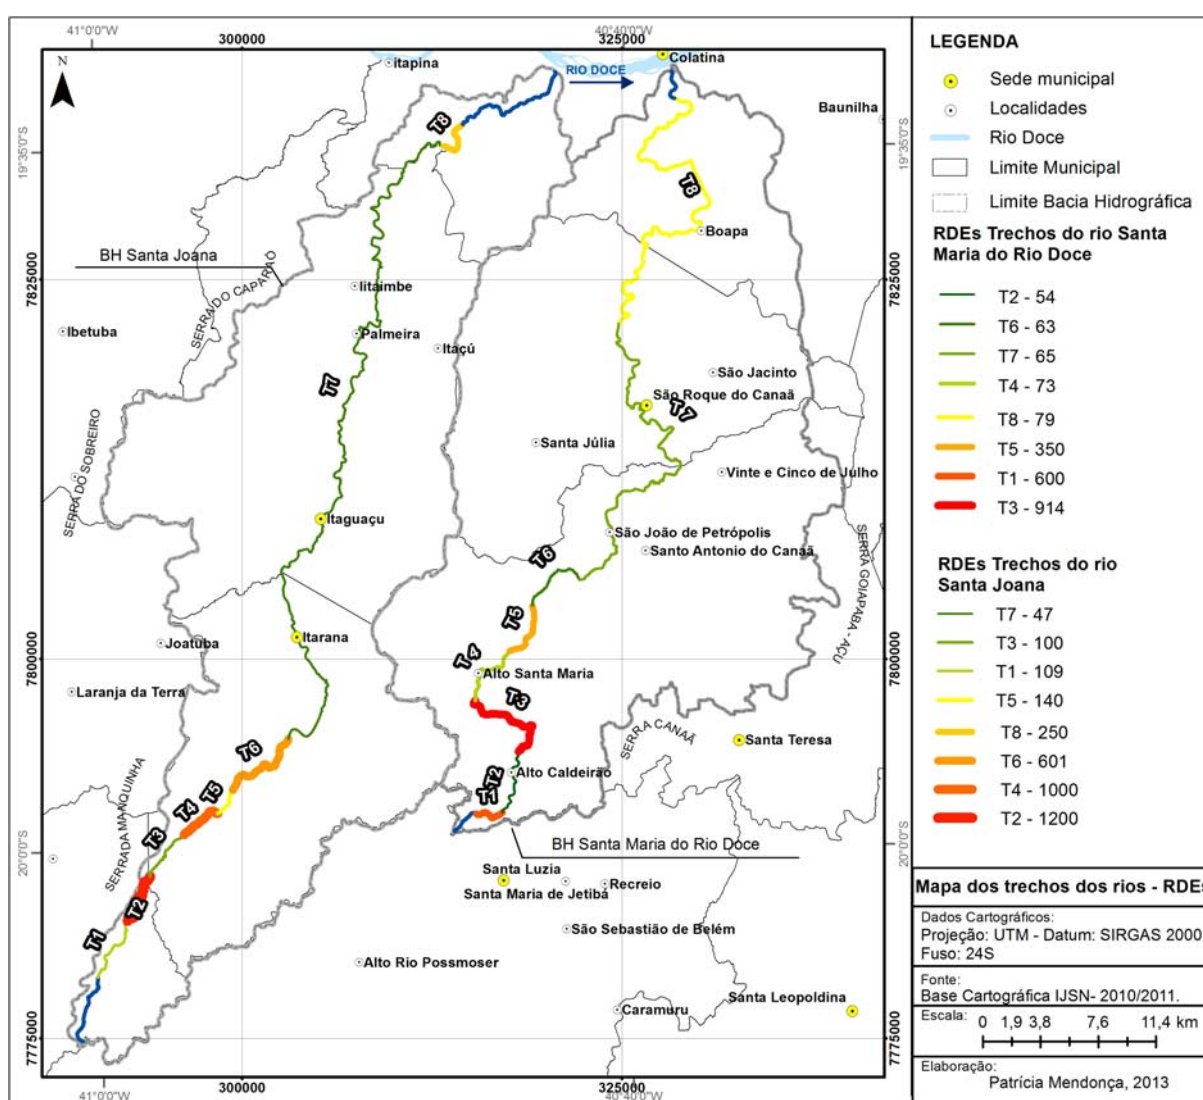 41°0'0"W
40°40'0"W
300000
325000
N
Itapina
RIO DOCE
Colatina
Baunilha
19°35'0"S
19°35'0"S
T8
T8
Boapa
BH Santa Joana
SERRA DO CAPARAÓ
7825000
7825000
Iitaimbe
Ibetuba
Palmeira
Itaçú
T7
São Jacinto
São Roque do Canaã
T7
SERRA DO SOBREIRO
Santa Júlia
Vinte e Cinco de Julho
Itaguaçu
São João de Petrópolis
Santo Antonio do Canaã
T6
SERRA GOIAPABA - AÇU
T5
Itarana
Joatuba
7800000
7800000
T4
Alto Santa Maria
Laranja da Terra
T3
SERRA CANAÃ
Santa Teresa
T6
T2
Alto Caldeirão
T1
T5
T4
SERRADA MANQUINHA
T3
20°0'0"S
20°0'0"S
BH Santa Maria do Rio Doce
Santa Luzia
Santa Maria de Jetibá
Recreio
T2
São Sebastião de Belém
T1
Alto Rio Possmoser
Santa Leopoldina
Caramuru
7775000
7775000
300000
325000
41°0'0"W
40°40'0"W
LEGENDA
Sede municipal
Localidades
Rio Doce
Limite Municipal
Limite Bacia Hidrográfica
RDEs Trechos do rio Santa
Maria do Rio Doce
T2 - 54
T6 - 63
T7 - 65
T4 - 73
T8 - 79
T5 - 350
T1 - 600
T3 - 914
RDEs Trechos do rio
Santa Joana
T7 - 47
T3 - 100
T1 - 109
T5 - 140
T8 - 250
T6 - 601
T4 - 1000
T2 - 1200
Mapa dos trechos dos rios - RDEs
Dados Cartográficos:
Projeção: UTM - Datum: SIRGAS 2000
Fuso: 24S
Fonte:
Base Cartográfica IJSN- 2010/2011.
Escala: 0 1,9 3,8 7,6 11,4 km
Elaboração:
Patrícia Mendonça, 2013